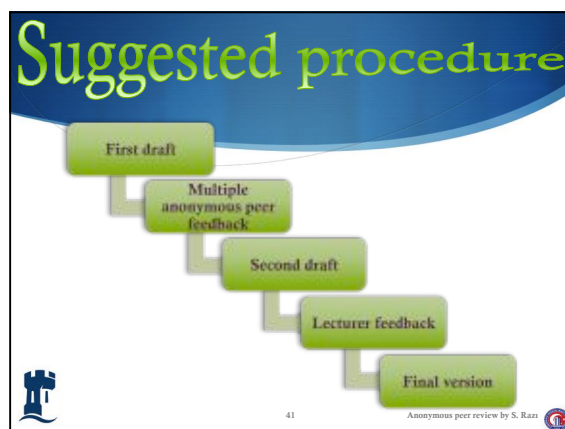 Suggested procedure
First draft
Multiple
anonymous peer
feedback
Second draft
Lecturer feedback
Final version
41
Anonymous peer review by S. Razı